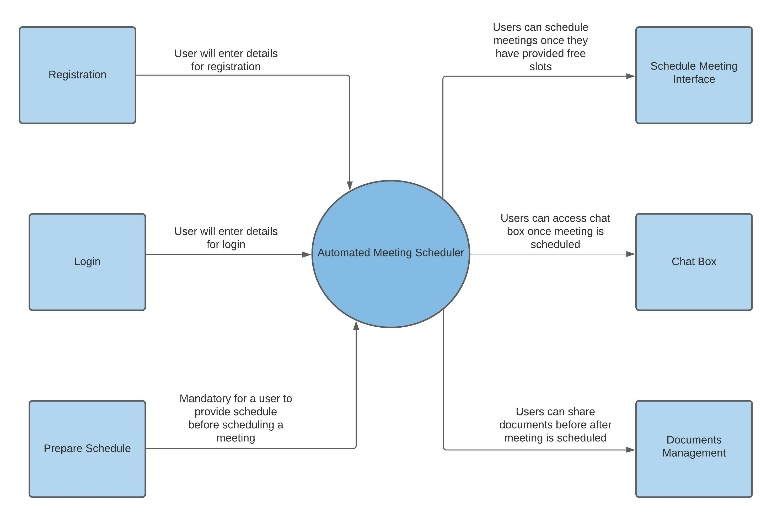 Registration
User will enter details
for registration
Users can schedule
meetings once they
have provided free
slots
Schedule Meeting
Interface
Login
User will enter details
for login
Automated Meeting Scheduler
Users can access chat
box once meeting is
scheduled
Chat Box
Prepare Schedule
Mandatory for a user to
provide schedule
before scheduling a
meeting
Users can share
documents before after
meeting is scheduled
Documents
Management